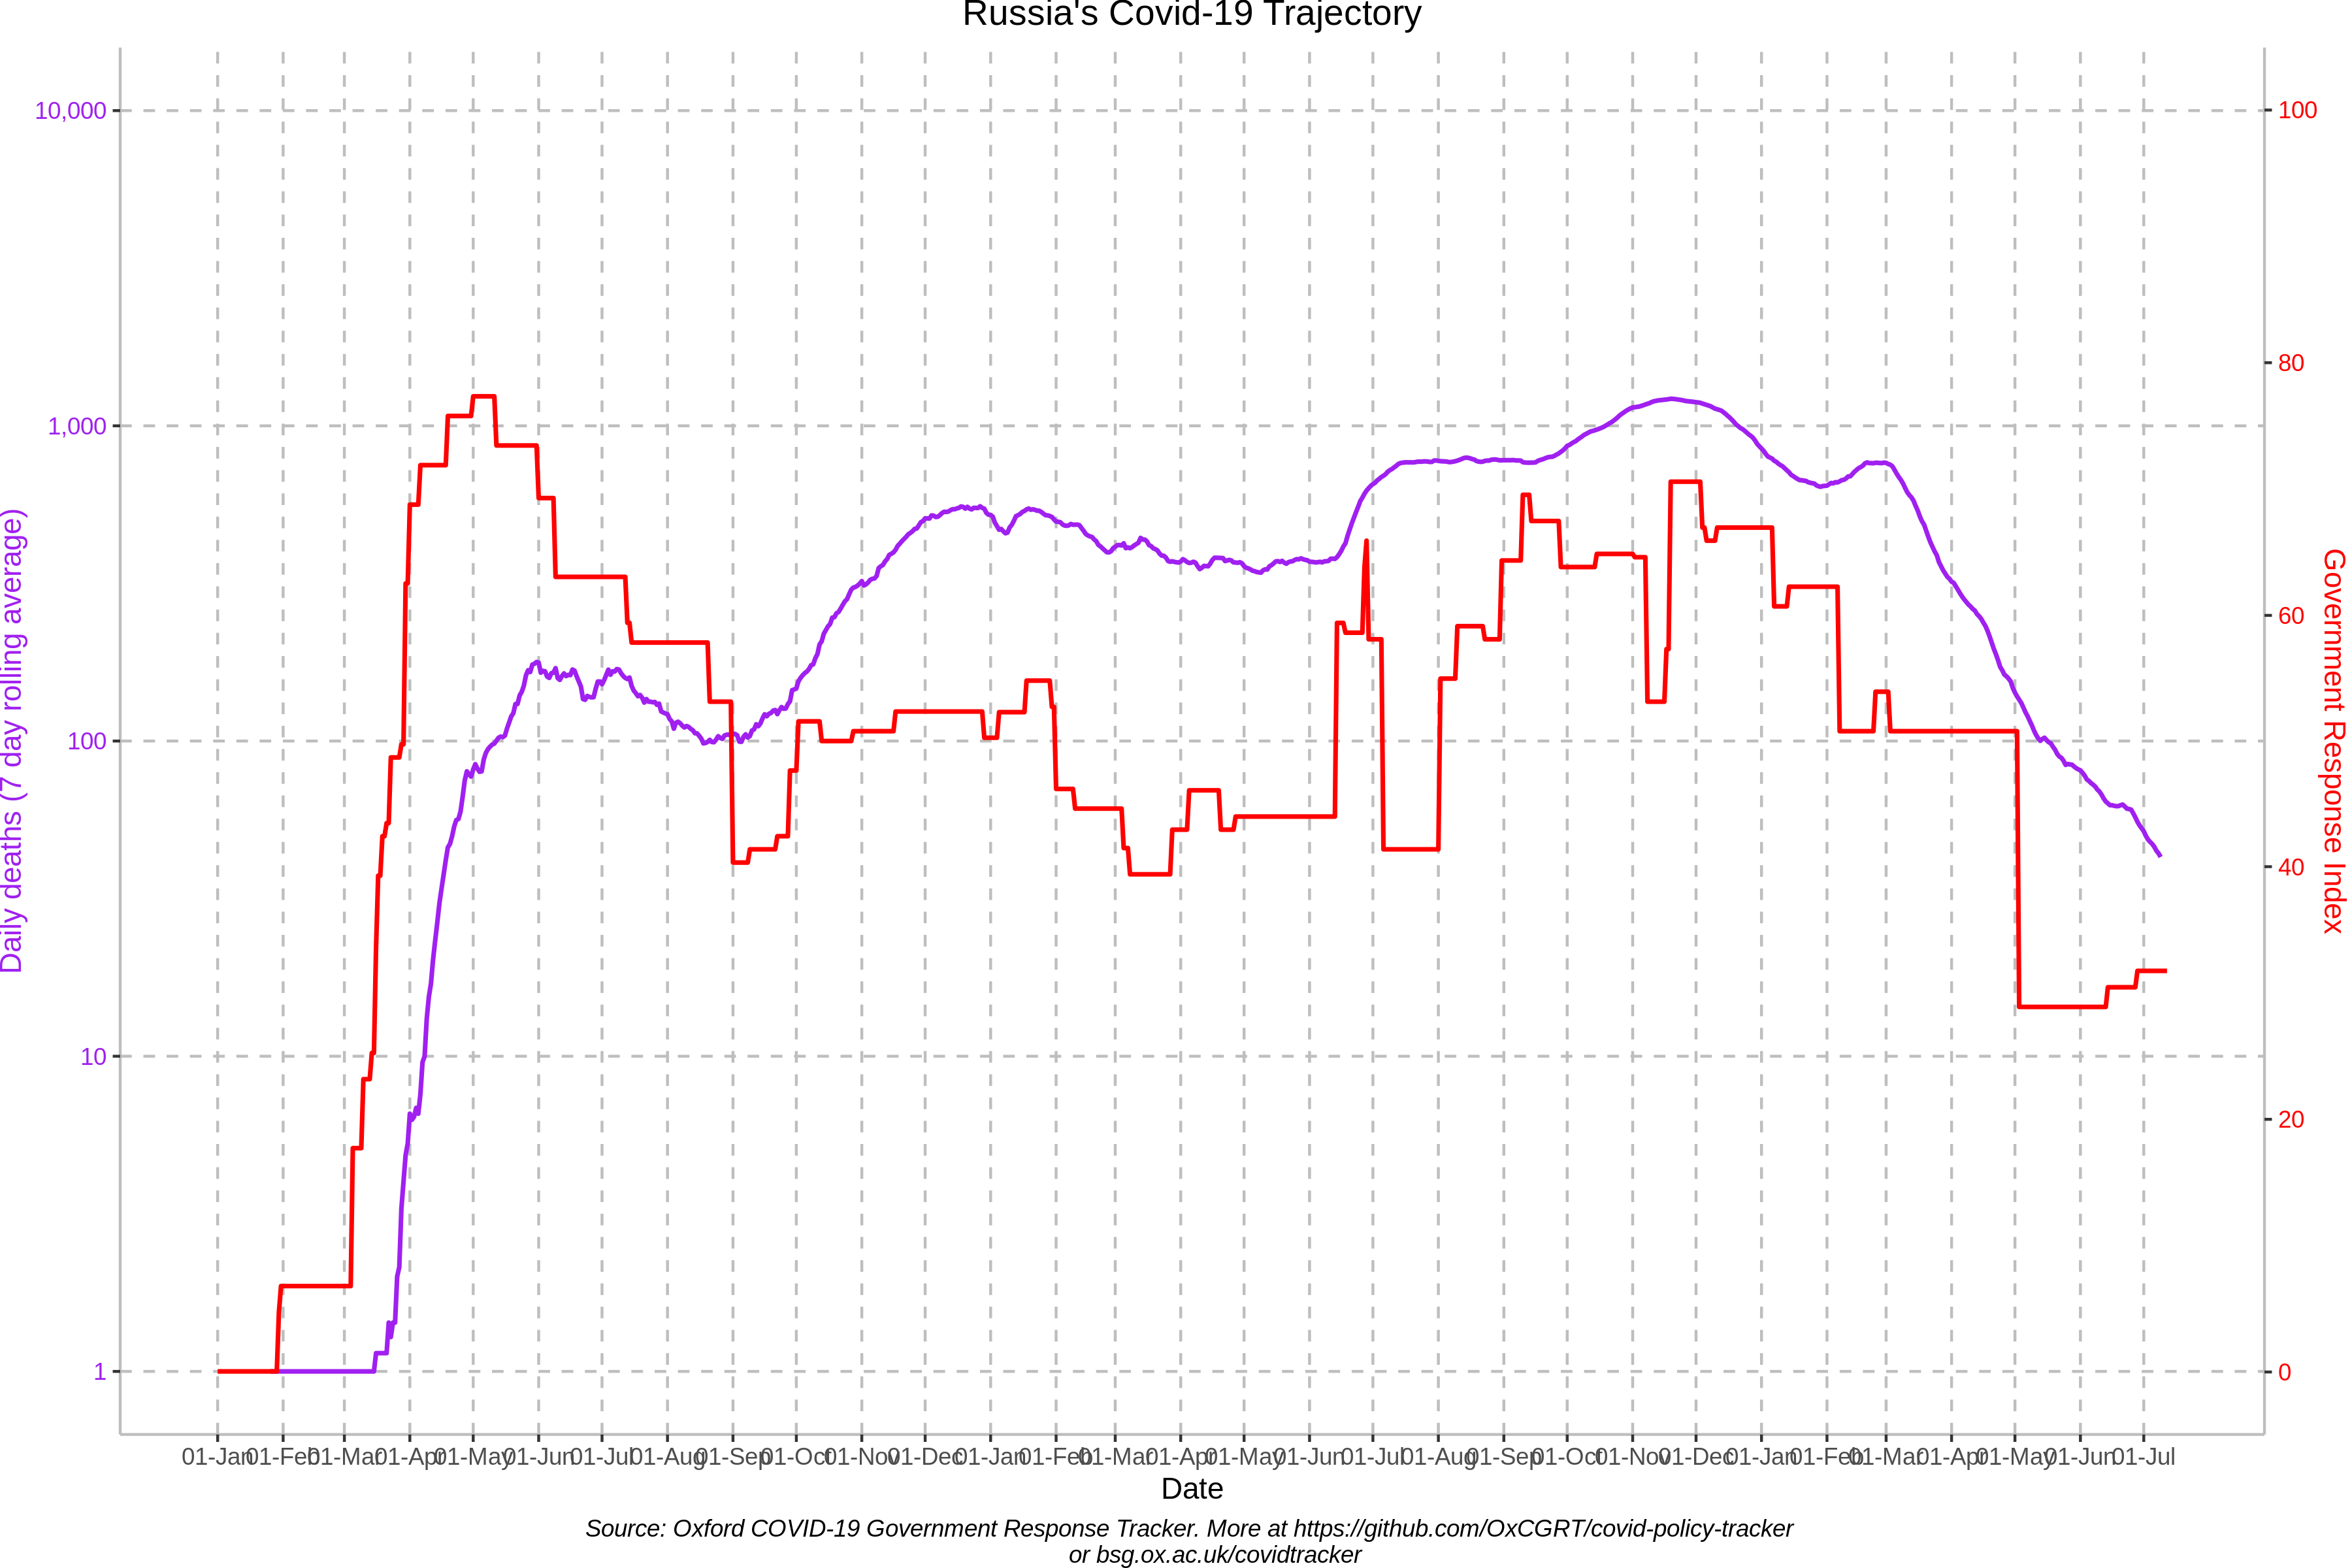 Russia's Covid-19 Trajectory
10,000
1,000
100
10
1
Daily deaths (7 day rolling average)
100
80
60
40
20
0
Government Response Index
01-Jan 01-Feb 01-Mar 01-Apr 01-May 01-Jun 01-Jul 01-Aug 01-Sep 01-Oct 01-Nov 01-Dec 01-Jan 01-Feb 01-Mar 01-Apr 01-May 01-Jun 01-Jul 01-Aug 01-Sep 01-Oct 01-Nov 01-Dec 01-Jan 01-Feb 01-Mar 01-Apr 01-May 01-Jun 01-Jul
Date
Source: Oxford COVID-19 Government Response Tracker. More at https://github.com/OxCGRT/covid-policy-tracker
or bsg.ox.ac.uk/covidtracker